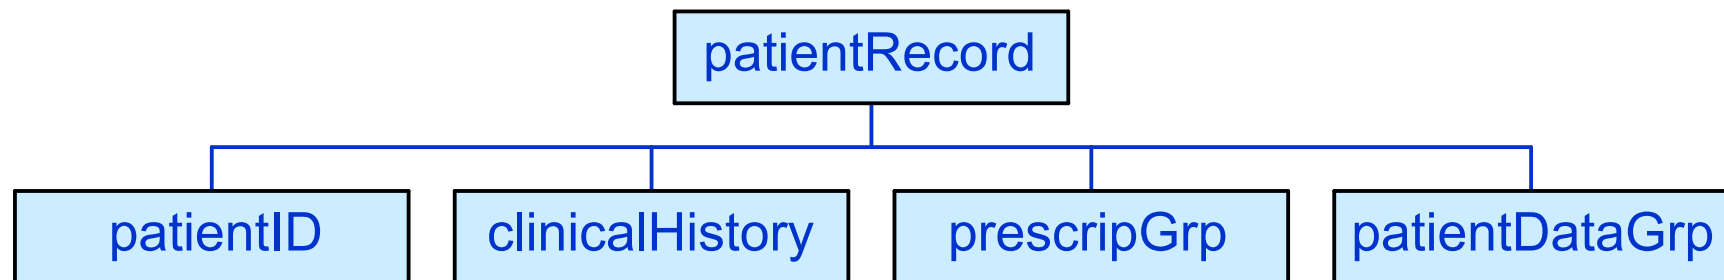 patientRecord
patientID
clinicalHistory
prescripGrp
patientDataGrp